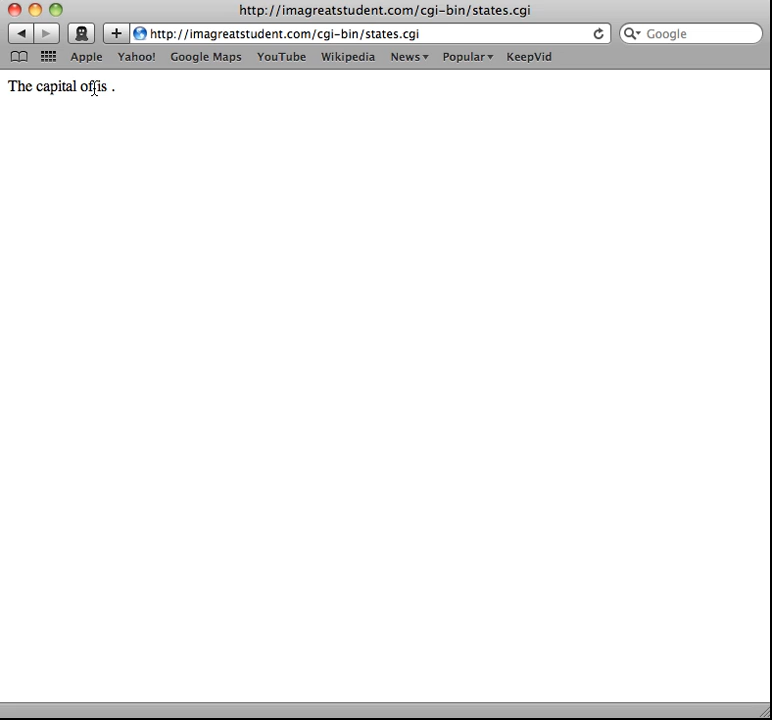 http://imagreatstudent.com/cgi-bin/states.cgi
http://imagreatstudent.com/cgi-bin/states.cgi Google
Apple Yahoo! Google Maps YouTube Wikipedia News▾ Popular▾ KeepVid
The capital of is .